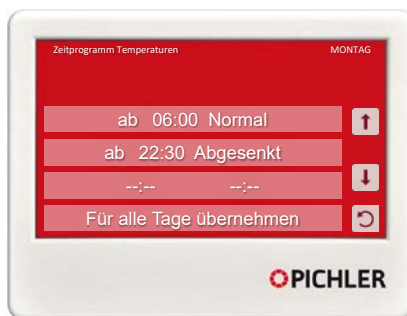 Zeitprogramm Temperaturen MONTAG
ab 06:00 Normal
ab 22:30 Abgesenkt
--:-- --:--
Für alle Tage übernehmen
PICHLER